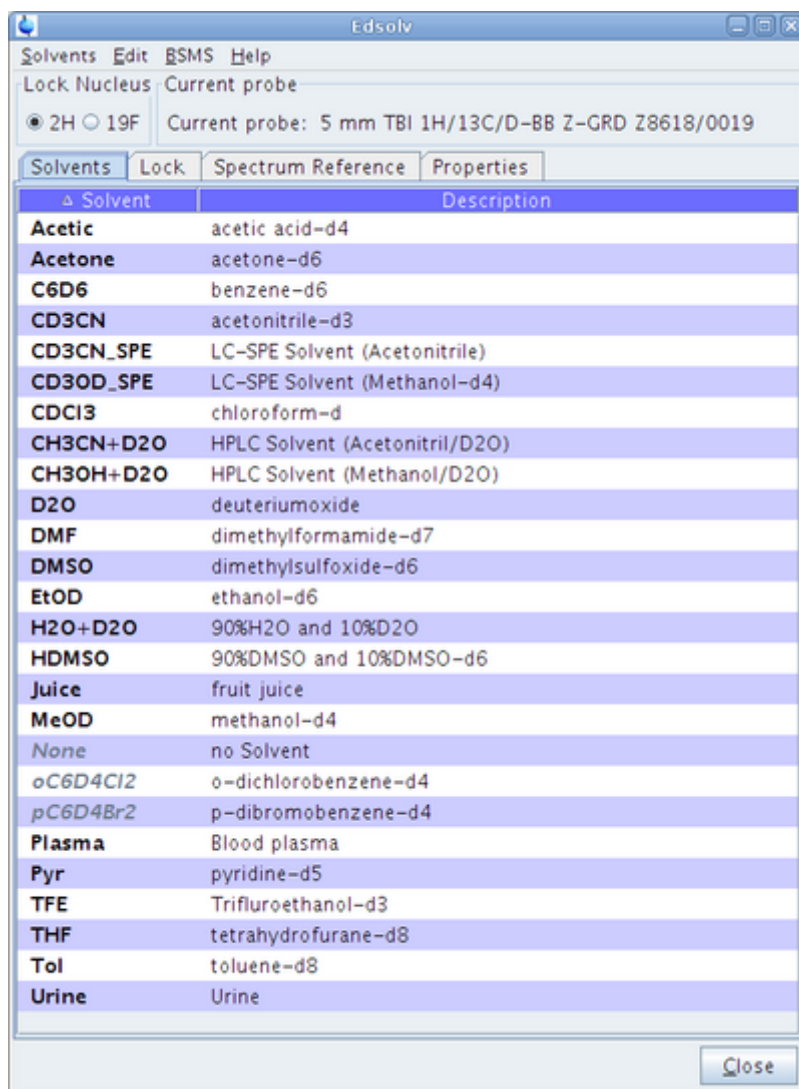 Edsolv
Solvents Edit BSMS Help
Lock Nucleus Current probe
2H 19F Current probe: 5 mm TBI 1H/13C/D-BB Z-GRD Z8618/0019
Solvents Lock Spectrum Reference Properties
Solvent Description
Acetic acetic acid-d4
Acetone acetone-d6
C6D6 benzene-d6
CD3CN acetonitrile-d3
CD3CN_SPE LC-SPE Solvent (Acetonitrile)
CD3OD_SPE LC-SPE Solvent (Methanol-d4)
CDCl3 chloroform-d
CH3CN+D2O HPLC Solvent (Acetonitril/D2O)
CH3OH+D2O HPLC Solvent (Methanol/D2O)
D2O deuteriumoxide
DMF dimethylformamide-d7
DMSO dimethylsulfoxide-d6
EtOD ethanol-d6
H2O+D2O 90%H2O and 10%D2O
HDMSO 90%DMSO and 10%DMSO-d6
Juice fruit juice
MeOD methanol-d4
None no Solvent
oC6D4Cl2 o-dichlorobenzene-d4
pC6D4Br2 p-dibromobenzene-d4
Plasma Blood plasma
Pyr pyridine-d5
TFE Trifluroethanol-d3
THF tetrahydrofurane-d8
Tol toluene-d8
Urine Urine
Close